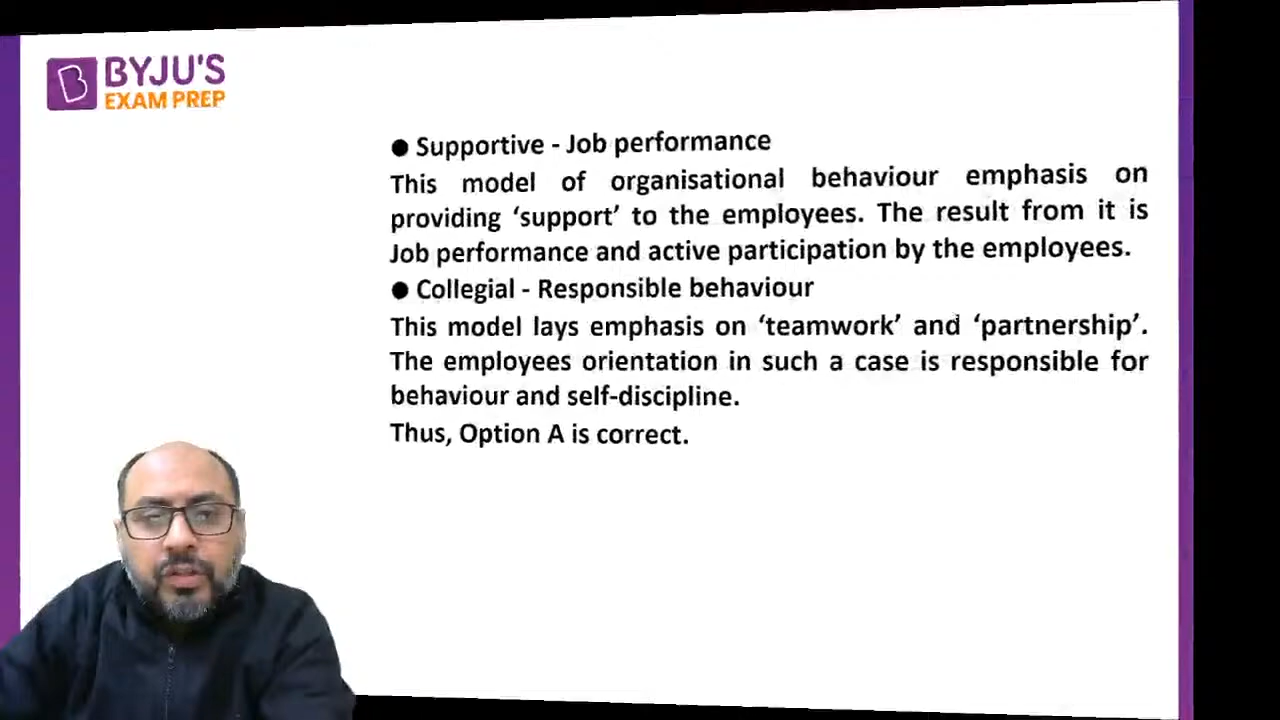 BYJU'S
EXAM PREP
● Supportive - Job performance
This model of organisational behaviour emphasis on
providing ‘support’ to the employees. The result from it is
Job performance and active participation by the employees.
● Collegial - Responsible behaviour
This model lays emphasis on ‘teamwork’ and ‘partnership’.
The employees orientation in such a case is responsible for
behaviour and self-discipline.
Thus, Option A is correct.